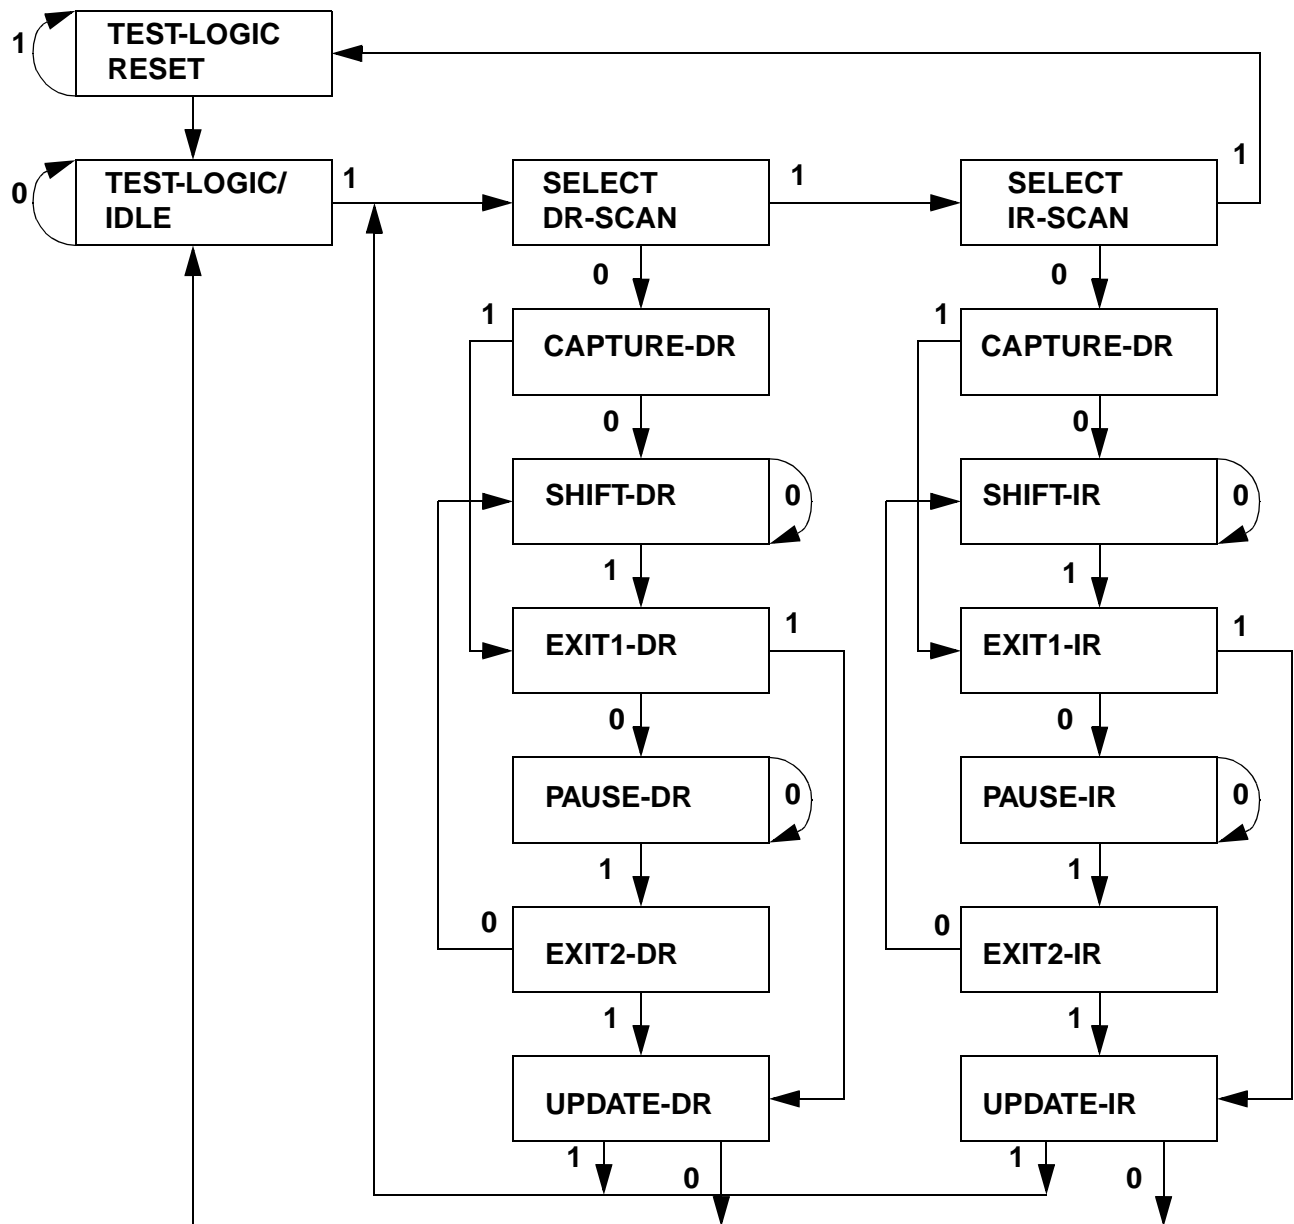 1
TEST-LOGIC
RESET
0
TEST-LOGIC/
IDLE
1
SELECT
DR-SCAN
1
SELECT
IR-SCAN
1
0
0
1
CAPTURE-DR
1
CAPTURE-DR
0
0
SHIFT-DR
0
SHIFT-IR
0
1
1
EXIT1-DR
1
EXIT1-IR
1
0
0
PAUSE-DR
0
PAUSE-IR
0
1
1
0
EXIT2-DR
0
EXIT2-IR
1
1
UPDATE-DR
UPDATE-IR
1
0
1
0